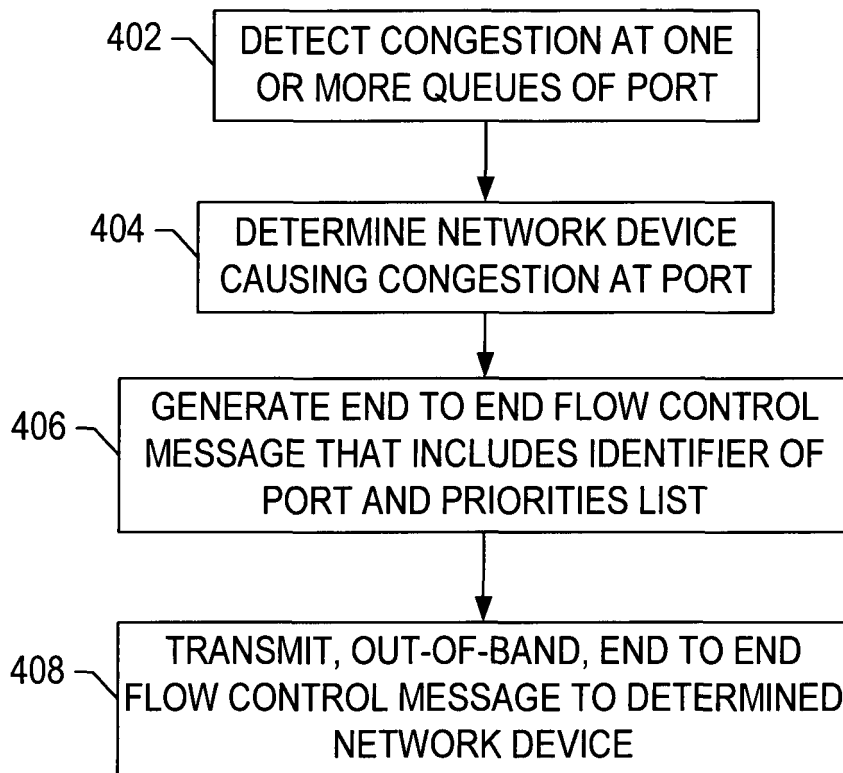 402
DETECT CONGESTION AT ONE
OR MORE QUEUES OF PORT
404
DETERMINE NETWORK DEVICE
CAUSING CONGESTION AT PORT
406
GENERATE END TO END FLOW CONTROL
MESSAGE THAT INCLUDES IDENTIFIER OF
PORT AND PRIORITIES LIST
408
TRANSMIT, OUT-OF-BAND, END TO END
FLOW CONTROL MESSAGE TO DETERMINED
NETWORK DEVICE